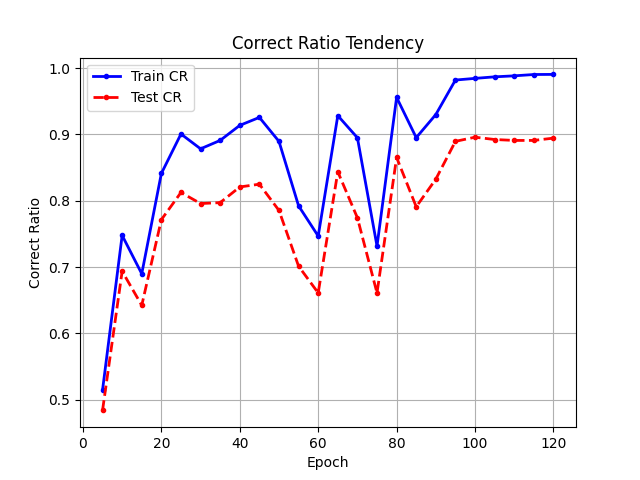 Correct Ratio Tendency
Train CR
Test CR
Correct Ratio
1.0
0.9
0.8
0.7
0.6
0.5
0 20 40 60 80 100 120
Epoch